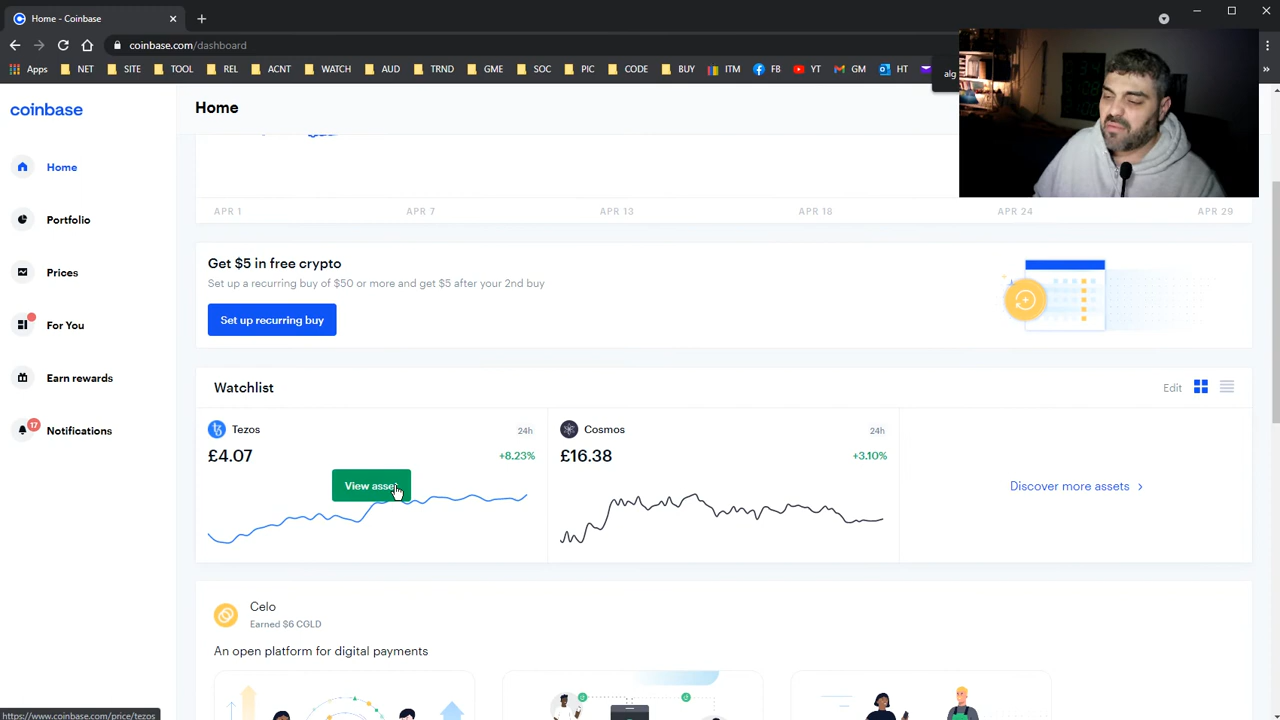 Home - Coinbase
coinbase.com/dashboard
Apps NET SITE TOOL REL ACNT WATCH AUD TRND GME SOC PIC CODE BUY ITM FB YT GM HT alg
coinbase
Home
Home
Portfolio
Prices
For You
Earn rewards
17
Notifications
APR 1 APR 7 APR 13 APR 18 APR 24 APR 29
Get $5 in free crypto
Set up a recurring buy of $50 or more and get $5 after your 2nd buy
Set up recurring buy
Watchlist
Edit
Tezos 24h
£4.07 +8.23%
View asset
Cosmos 24h
£16.38 +3.10%
Discover more assets
Celo
Earned $6 CGLD
An open platform for digital payments
https://www.coinbase.com/price/tezos